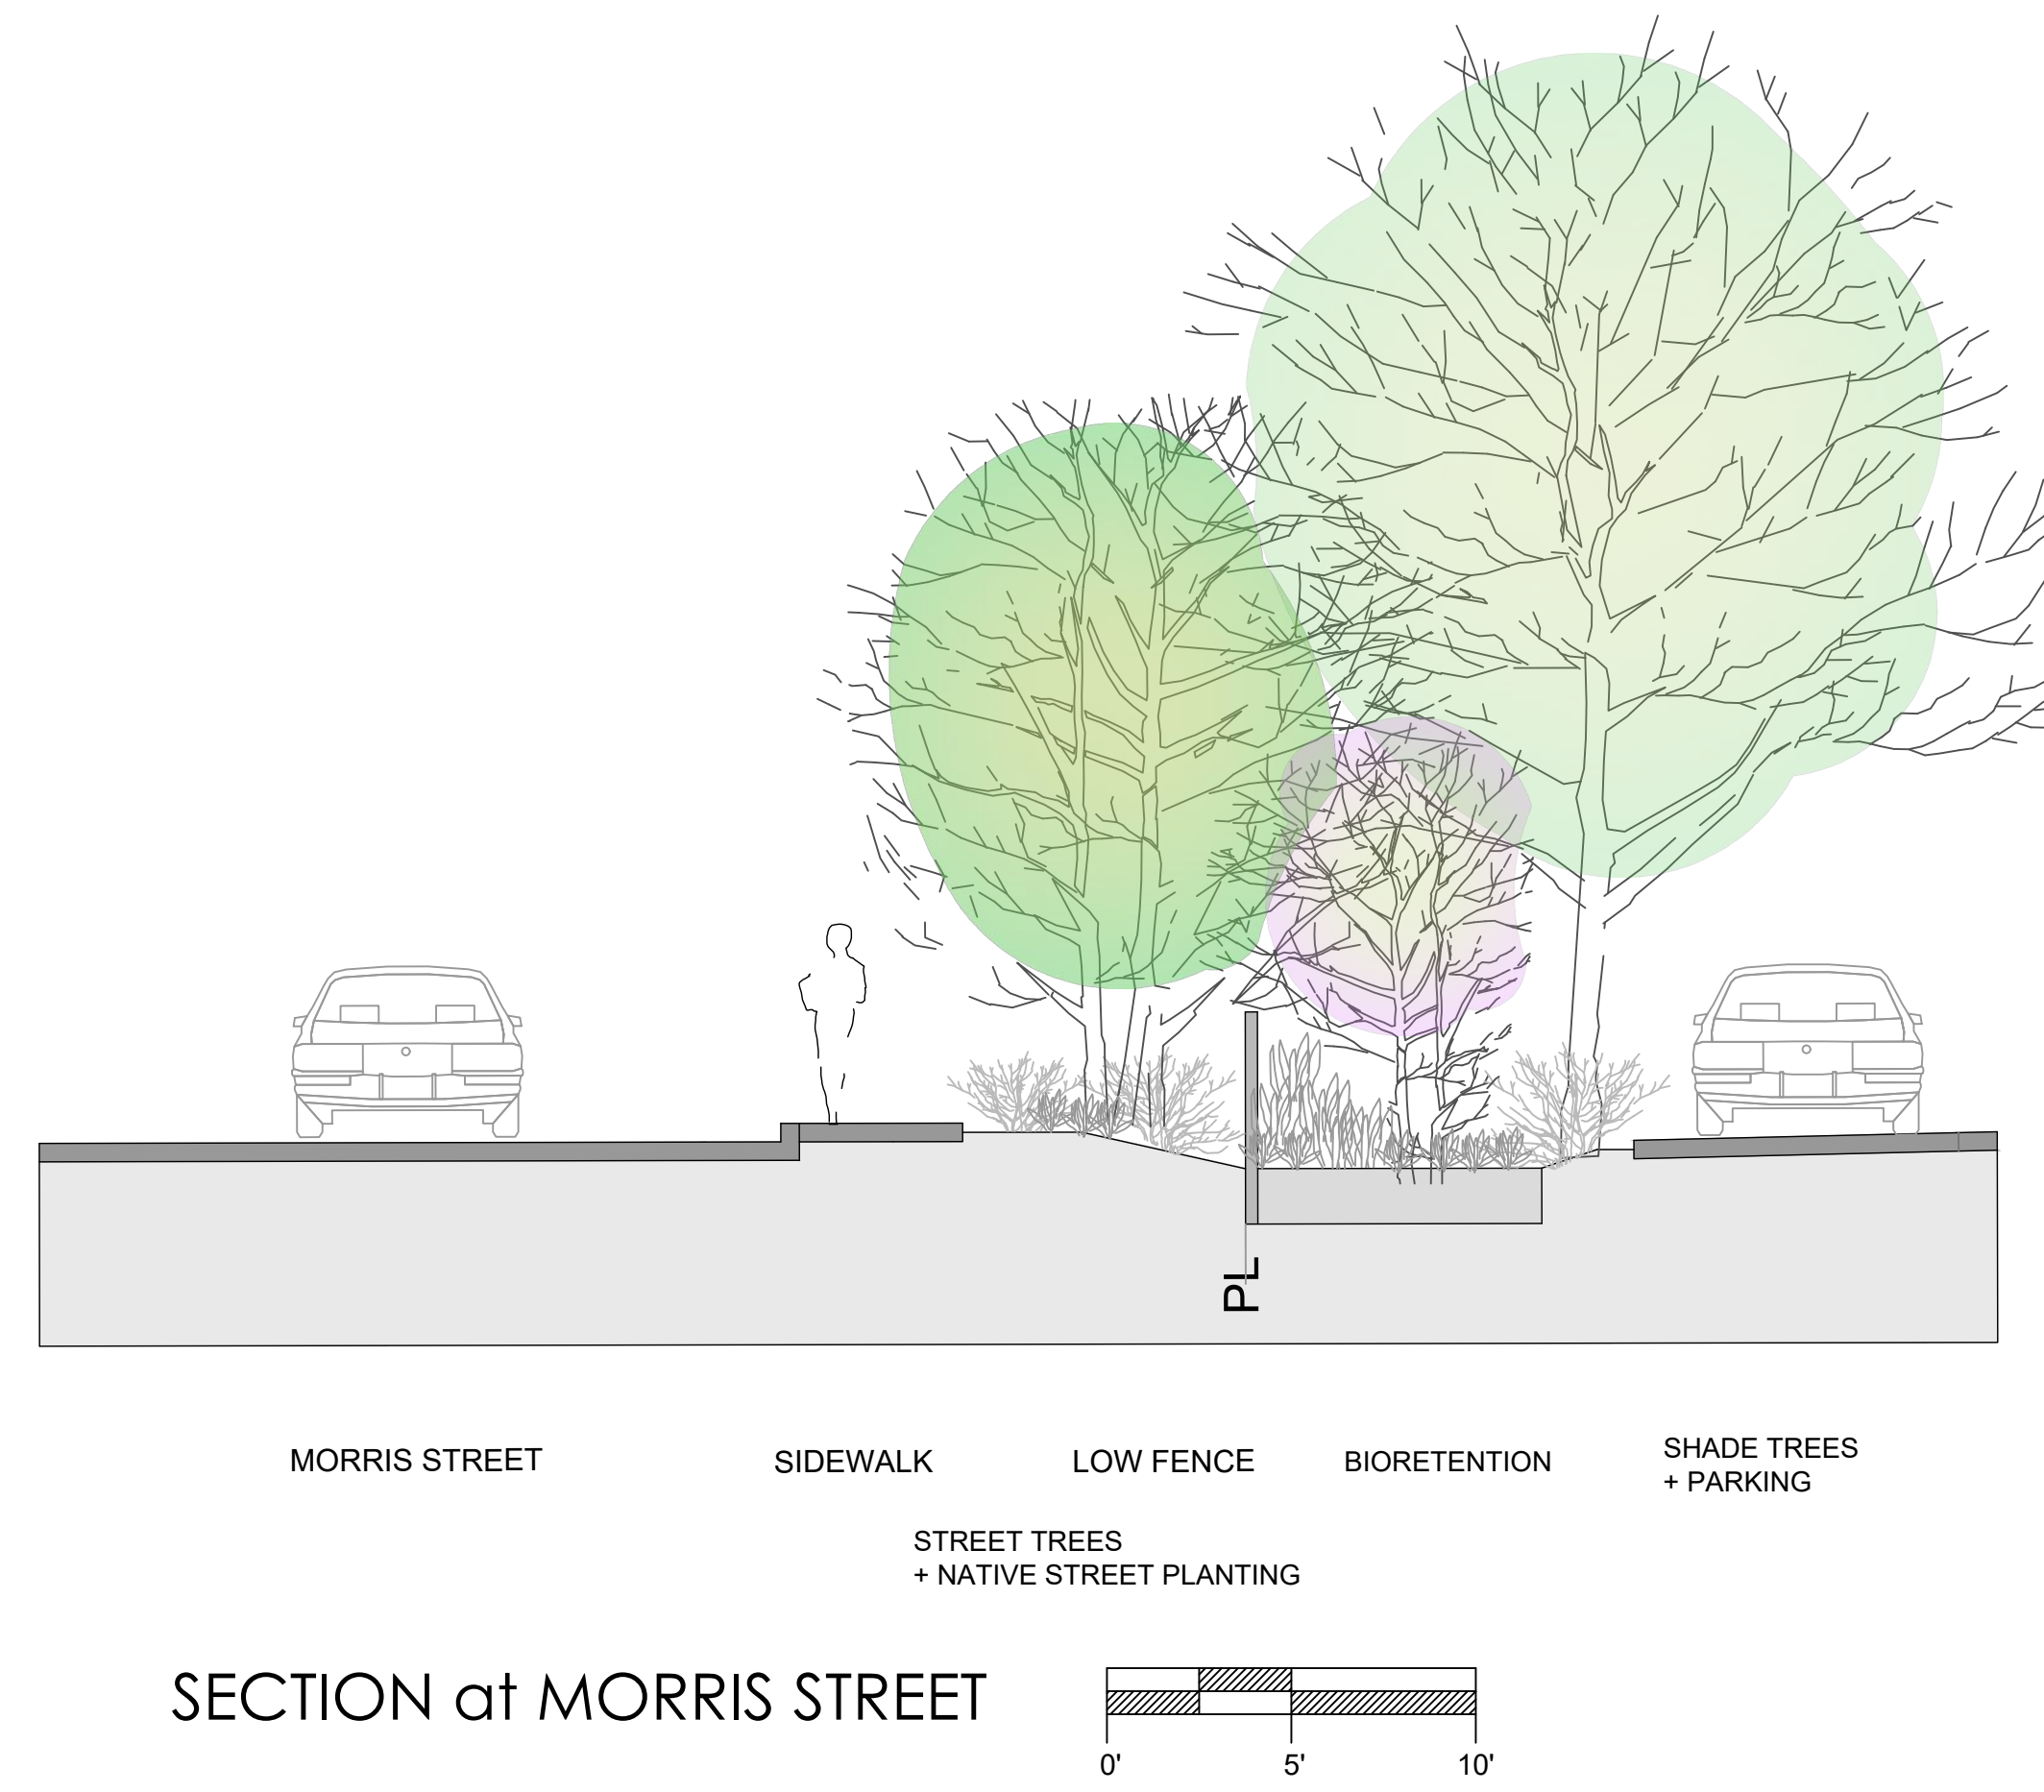 PL
MORRIS STREET
SIDEWALK
LOW FENCE
BIORETENTION
SHADE TREES
+ PARKING
STREET TREES
+ NATIVE STREET PLANTING
SECTION at MORRIS STREET
0'
5'
10'